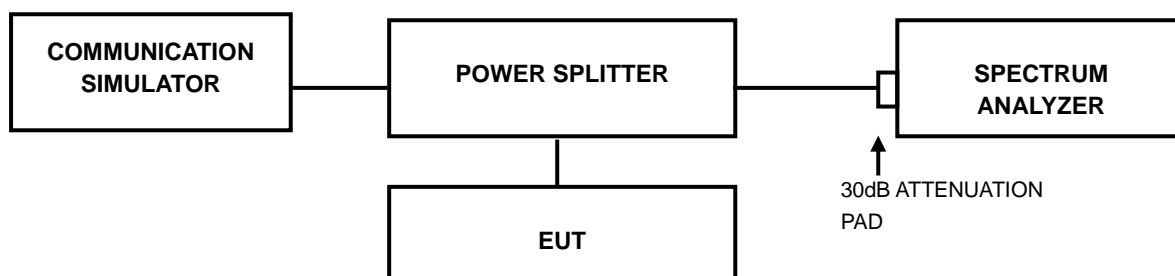 COMMUNICATION
SIMULATOR
POWER SPLITTER
SPECTRUM
ANALYZER
30dB ATTENUATION
PAD
EUT